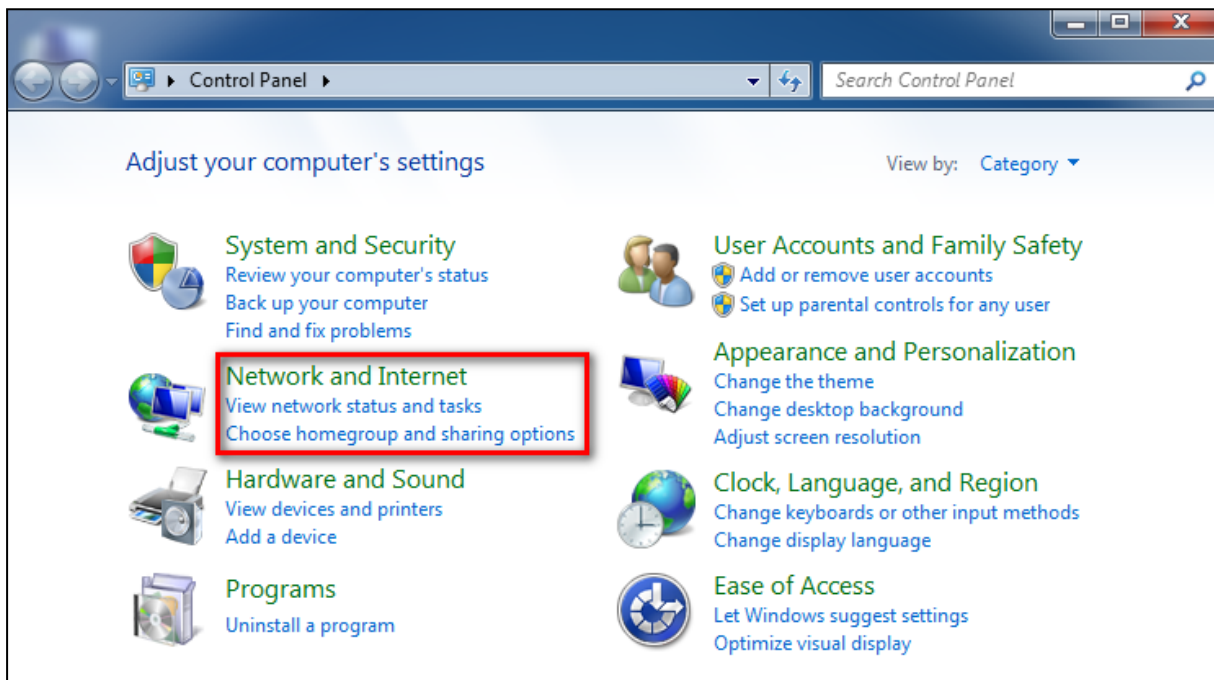 Control Panel
Search Control Panel
Adjust your computer's settings
View by: Category
System and Security
Review your computer's status
Back up your computer
Find and fix problems
Network and Internet
View network status and tasks
Choose homegroup and sharing options
Hardware and Sound
View devices and printers
Add a device
Programs
Uninstall a program
User Accounts and Family Safety
Add or remove user accounts
Set up parental controls for any user
Appearance and Personalization
Change the theme
Change desktop background
Adjust screen resolution
Clock, Language, and Region
Change keyboards or other input methods
Change display language
Ease of Access
Let Windows suggest settings
Optimize visual display